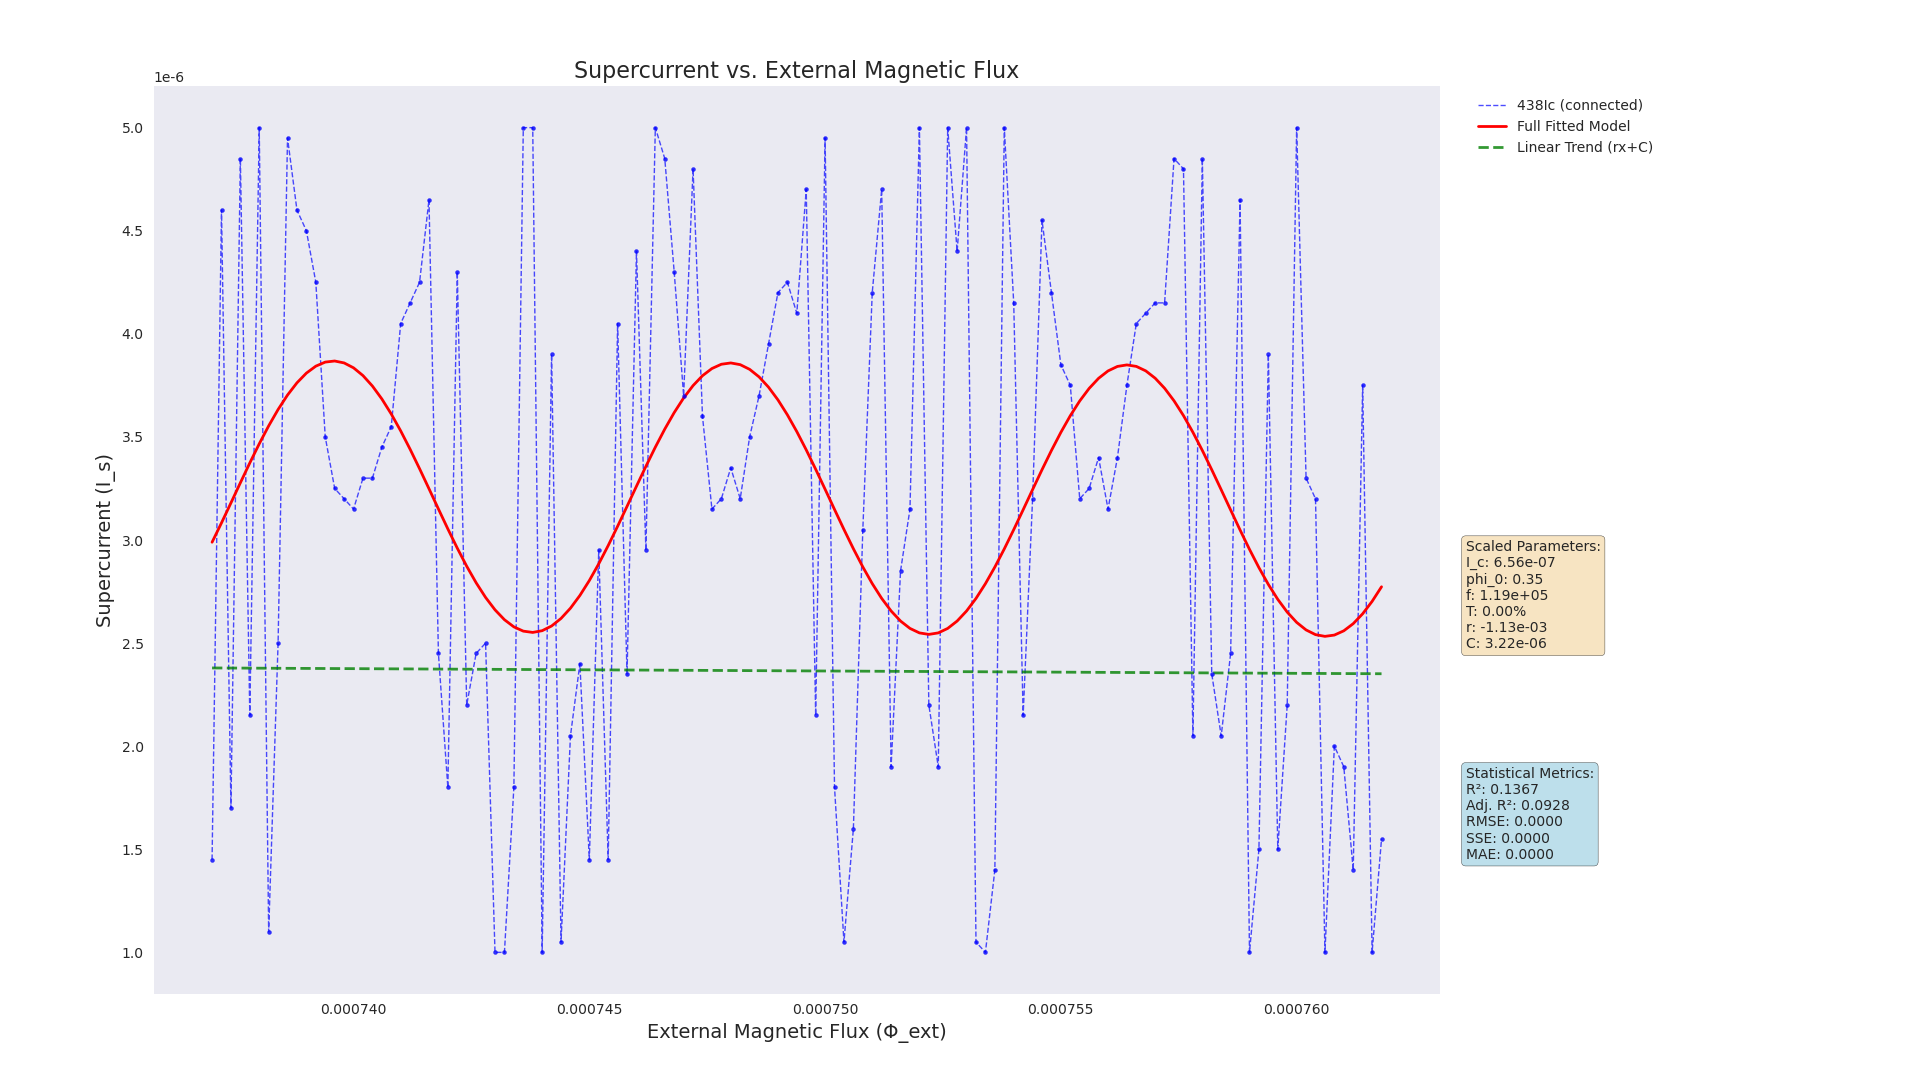 Supercurrent vs. External Magnetic Flux
1e-6
5.0
4.5
4.0
3.5
3.0
2.5
2.0
1.5
1.0
Supercurrent (I_s)
0.000740
0.000745
0.000750
0.000755
0.000760
External Magnetic Flux (Φ_ext)
438Ic (connected)
Full Fitted Model
Linear Trend (rx+C)
Scaled Parameters:
I_c: 6.56e-07
phi_0: 0.35
f: 1.19e+05
T: 0.00%
r: -1.13e-03
C: 3.22e-06
Statistical Metrics:
R²: 0.1367
Adj. R²: 0.0928
RMSE: 0.0000
SSE: 0.0000
MAE: 0.0000